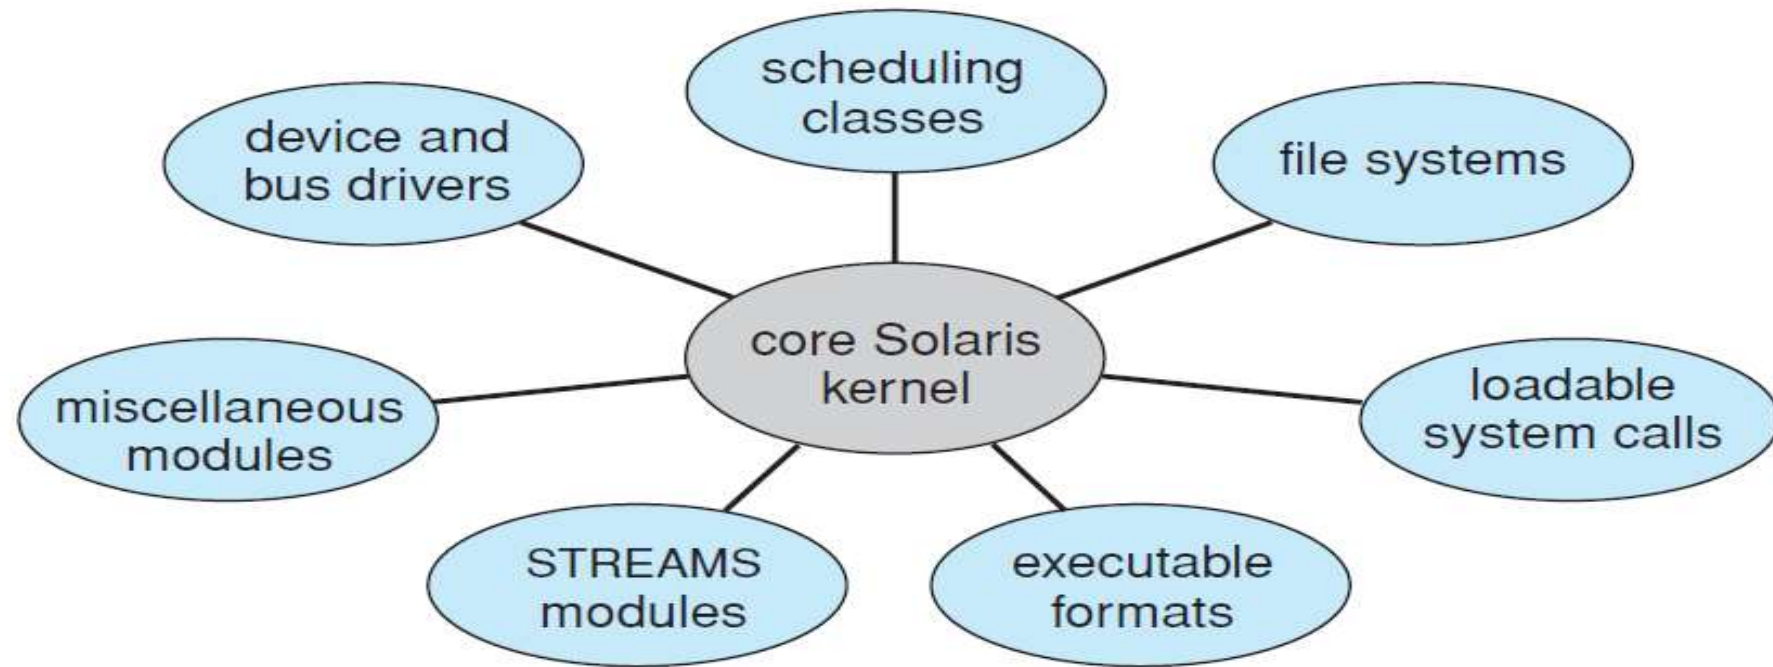 scheduling
classes
device and
bus drivers
file systems
core Solaris
kernel
miscellaneous
modules
loadable
system calls
STREAMS
modules
executable
formats